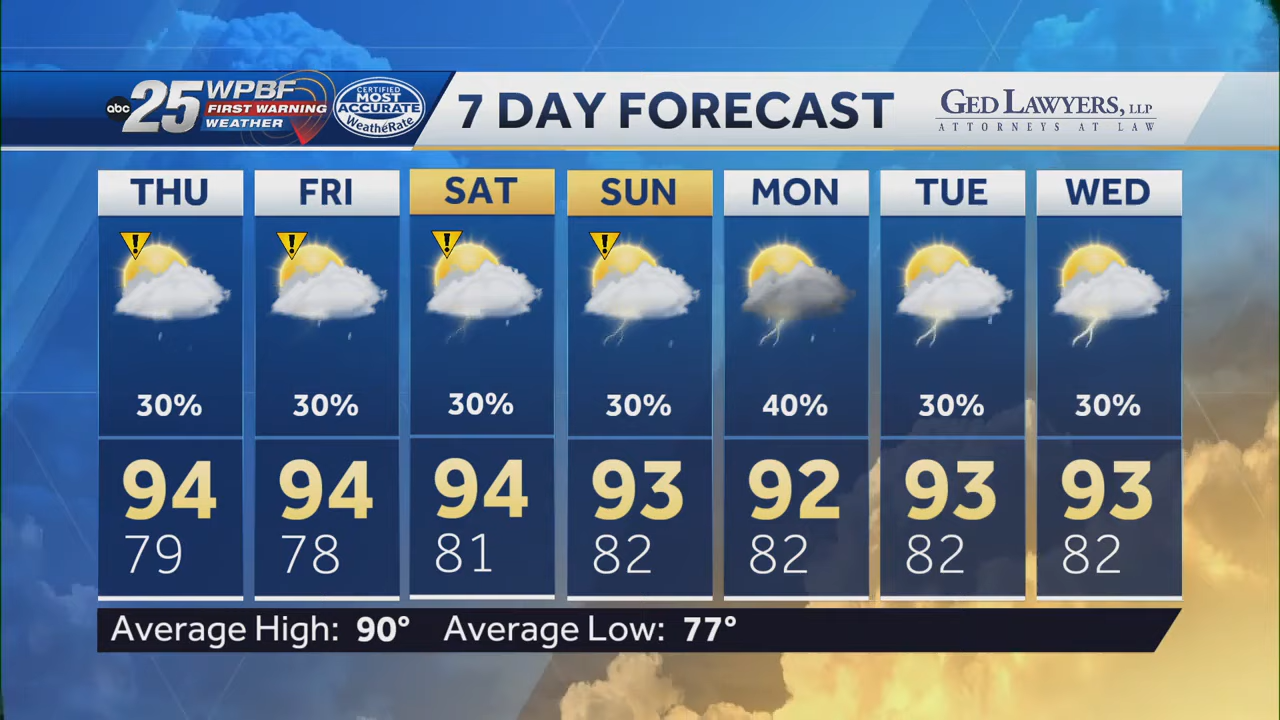 abc 25 WPBF
FIRST WARNING
WEATHER
CERTIFIED
MOST
ACCURATE
WeatheRate
7 DAY FORECAST
GED LAWYERS, LLP
ATTORNEYS AT LAW
THU FRI SAT SUN MON TUE WED
! ! ! !
30% 30% 30% 30% 40% 30% 30%
94 94 94 93 92 93 93
79 78 81 82 82 82 82
Average High: 90° Average Low: 77°